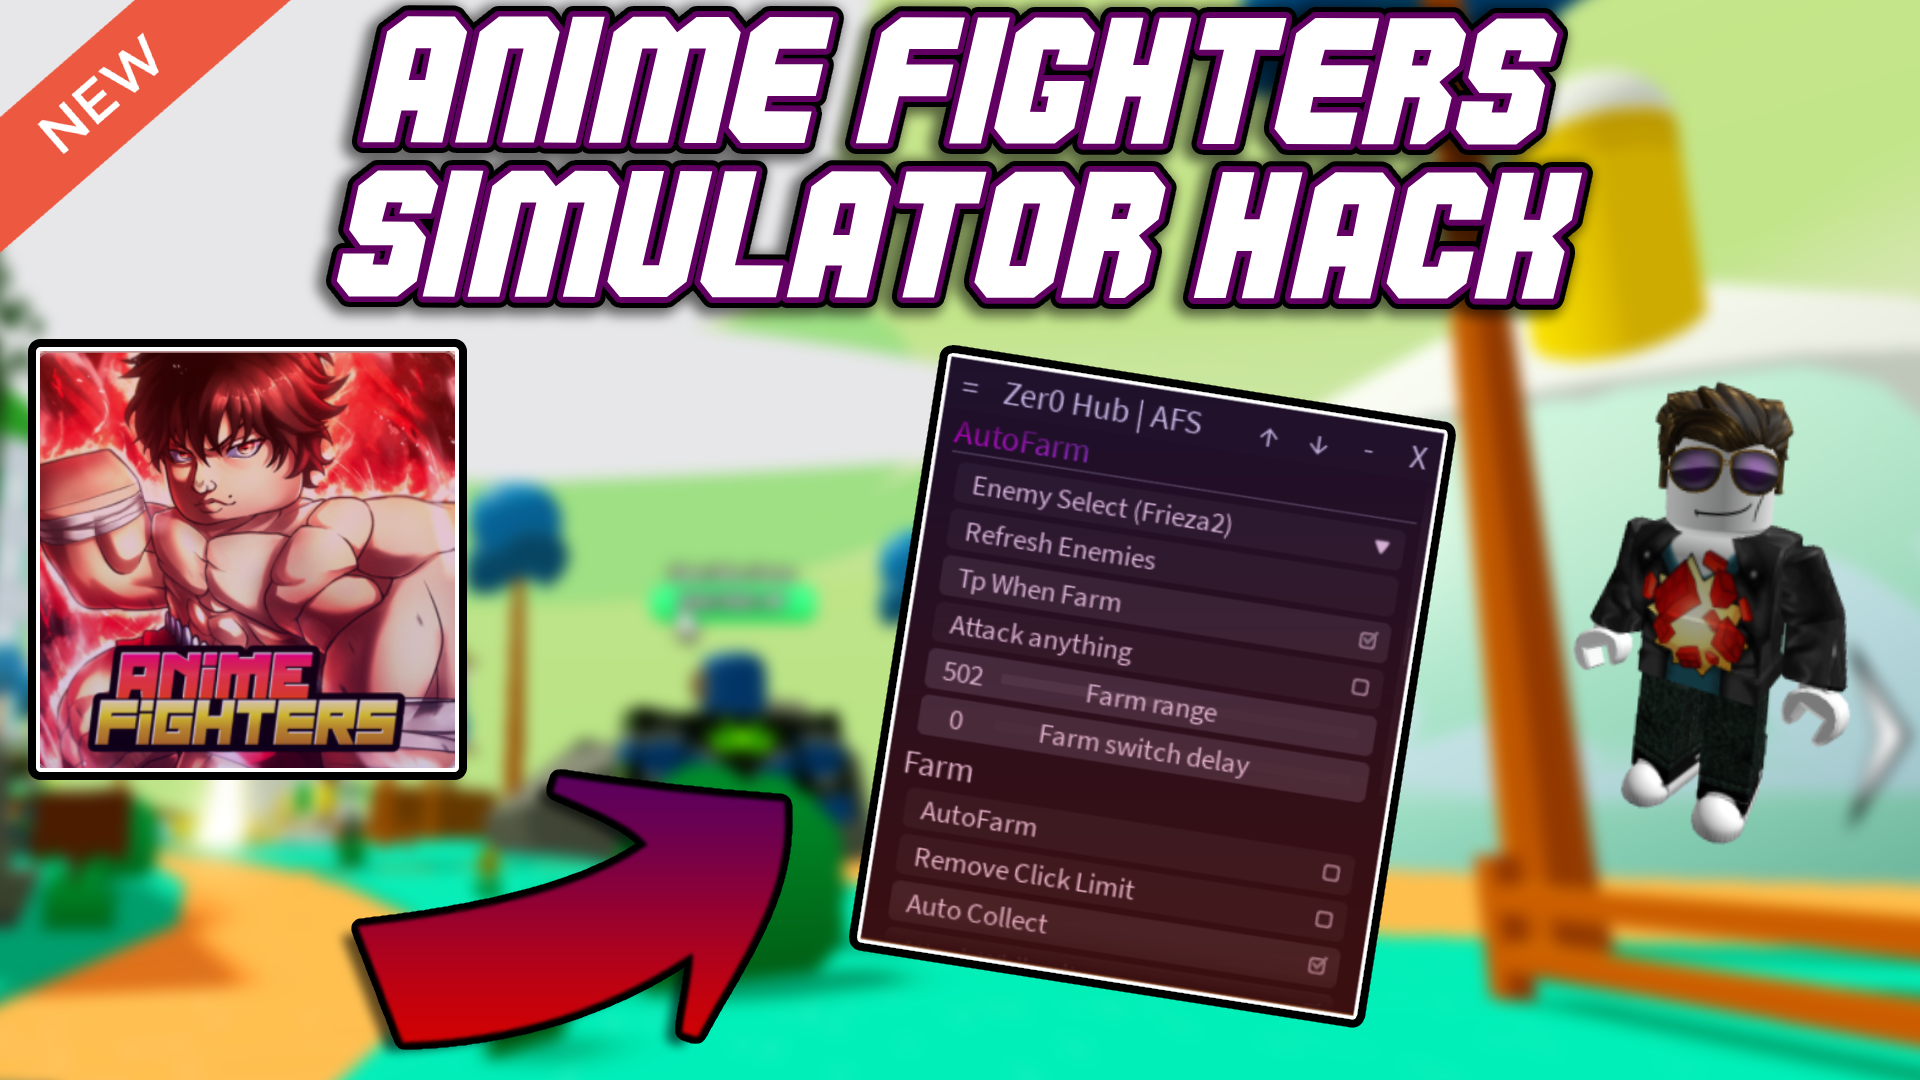 NEW
ANIME FIGHTERS
SIMULATOR HACK
ANiME
FiGHTERS
= Zer0 Hub | AFS ↑ ↓ - X
AutoFarm
Enemy Select (Frieza2) ▼
Refresh Enemies
Tp When Farm
Attack anything
502 Farm range
0 Farm switch delay
Farm
AutoFarm
Remove Click Limit
Auto Collect